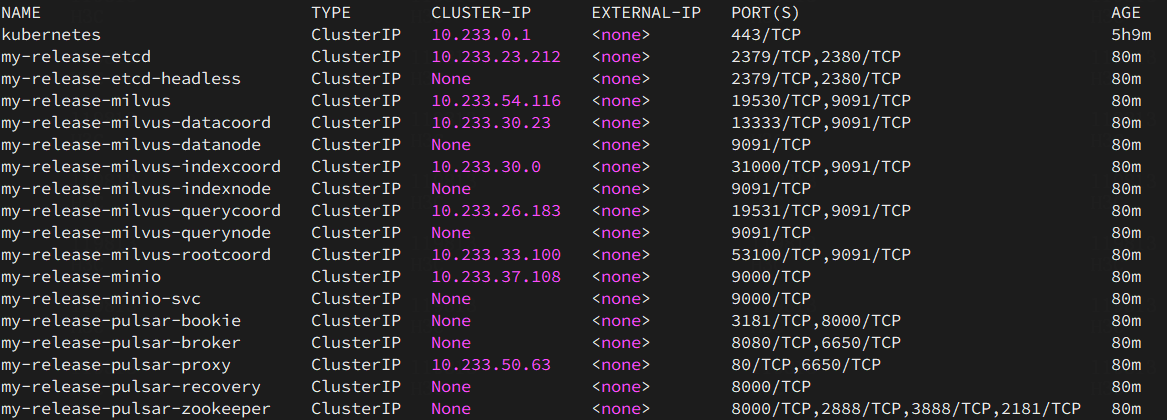 NAME TYPE CLUSTER-IP EXTERNAL-IP PORT(S) AGE
kubernetes ClusterIP 10.233.0.1 <none> 443/TCP 5h9m
my-release-etcd ClusterIP 10.233.23.212 <none> 2379/TCP,2380/TCP 80m
my-release-etcd-headless ClusterIP None <none> 2379/TCP,2380/TCP 80m
my-release-milvus ClusterIP 10.233.54.116 <none> 19530/TCP,9091/TCP 80m
my-release-milvus-datacoord ClusterIP 10.233.30.23 <none> 13333/TCP,9091/TCP 80m
my-release-milvus-datanode ClusterIP None <none> 9091/TCP 80m
my-release-milvus-indexcoord ClusterIP 10.233.30.0 <none> 31000/TCP,9091/TCP 80m
my-release-milvus-indexnode ClusterIP None <none> 9091/TCP 80m
my-release-milvus-querycoord ClusterIP 10.233.26.183 <none> 19531/TCP,9091/TCP 80m
my-release-milvus-querynode ClusterIP None <none> 9091/TCP 80m
my-release-milvus-rootcoord ClusterIP 10.233.33.100 <none> 53100/TCP,9091/TCP 80m
my-release-minio ClusterIP 10.233.37.108 <none> 9000/TCP 80m
my-release-minio-svc ClusterIP None <none> 9000/TCP 80m
my-release-pulsar-bookie ClusterIP None <none> 3181/TCP,8000/TCP 80m
my-release-pulsar-broker ClusterIP None <none> 8080/TCP,6650/TCP 80m
my-release-pulsar-proxy ClusterIP 10.233.50.63 <none> 80/TCP,6650/TCP 80m
my-release-pulsar-recovery ClusterIP None <none> 8000/TCP 80m
my-release-pulsar-zookeeper ClusterIP None <none> 8000/TCP,2888/TCP,3888/TCP,2181/TCP 80m